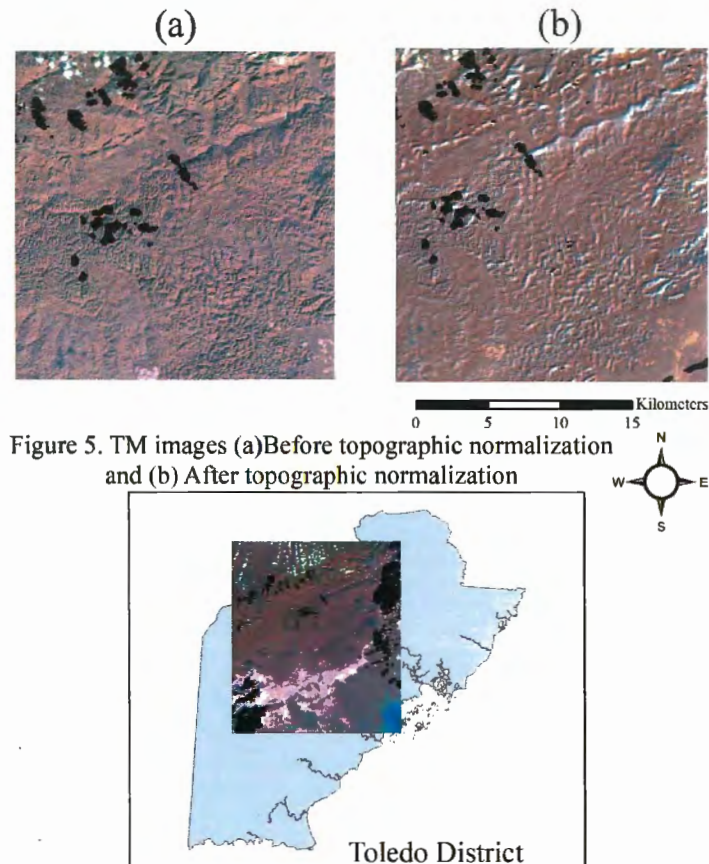 (a)
(b)
Kilometers
0 5 10 15
Figure 5. TM images (a)Before topographic normalization
and (b) After topographic normalization
N
W E
S
Toledo District